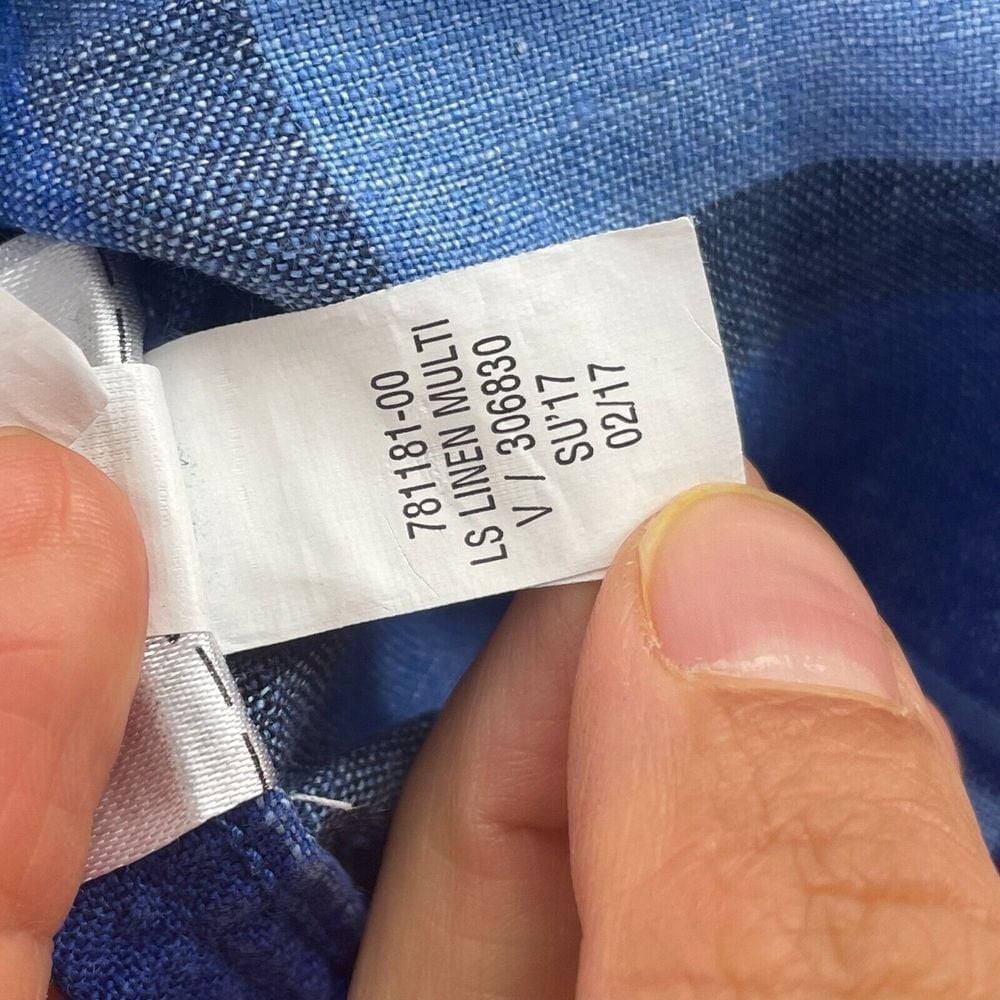 781181-00
LS LINEN MULTI
V / 306830
SU'17
02/17